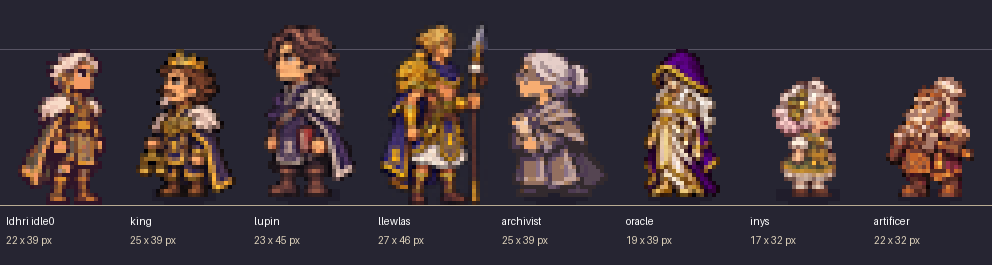 ldhri idle0
22 x 39 px
king
25 x 39 px
lupin
23 x 45 px
llewlas
27 x 46 px
archivist
25 x 39 px
oracle
19 x 39 px
inys
17 x 32 px
artificer
22 x 32 px